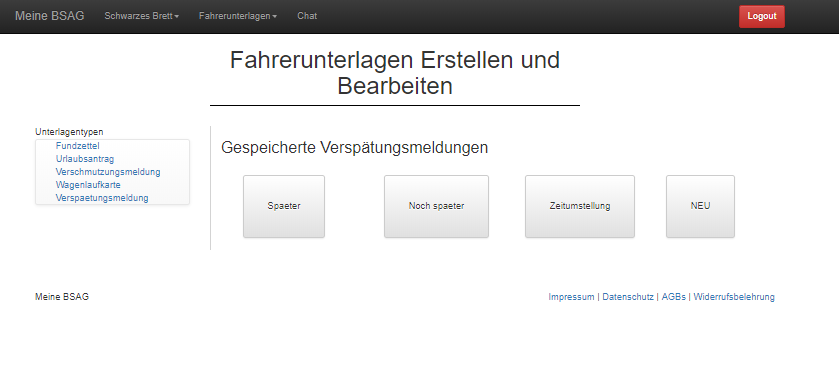 Meine BSAG Schwarzes Brett Fahrerunterlagen Chat Logout
Fahrerunterlagen Erstellen und
Bearbeiten
Unterlagentypen
Fundzettel
Urlaubsantrag
Verschmutzungsmeldung
Wagenlaufkarte
Verspaetungsmeldung
Gespeicherte Verspätungsmeldungen
Spaeter Noch spaeter Zeitumstellung NEU
Meine BSAG Impressum | Datenschutz | AGBs | Widerrufsbelehrung